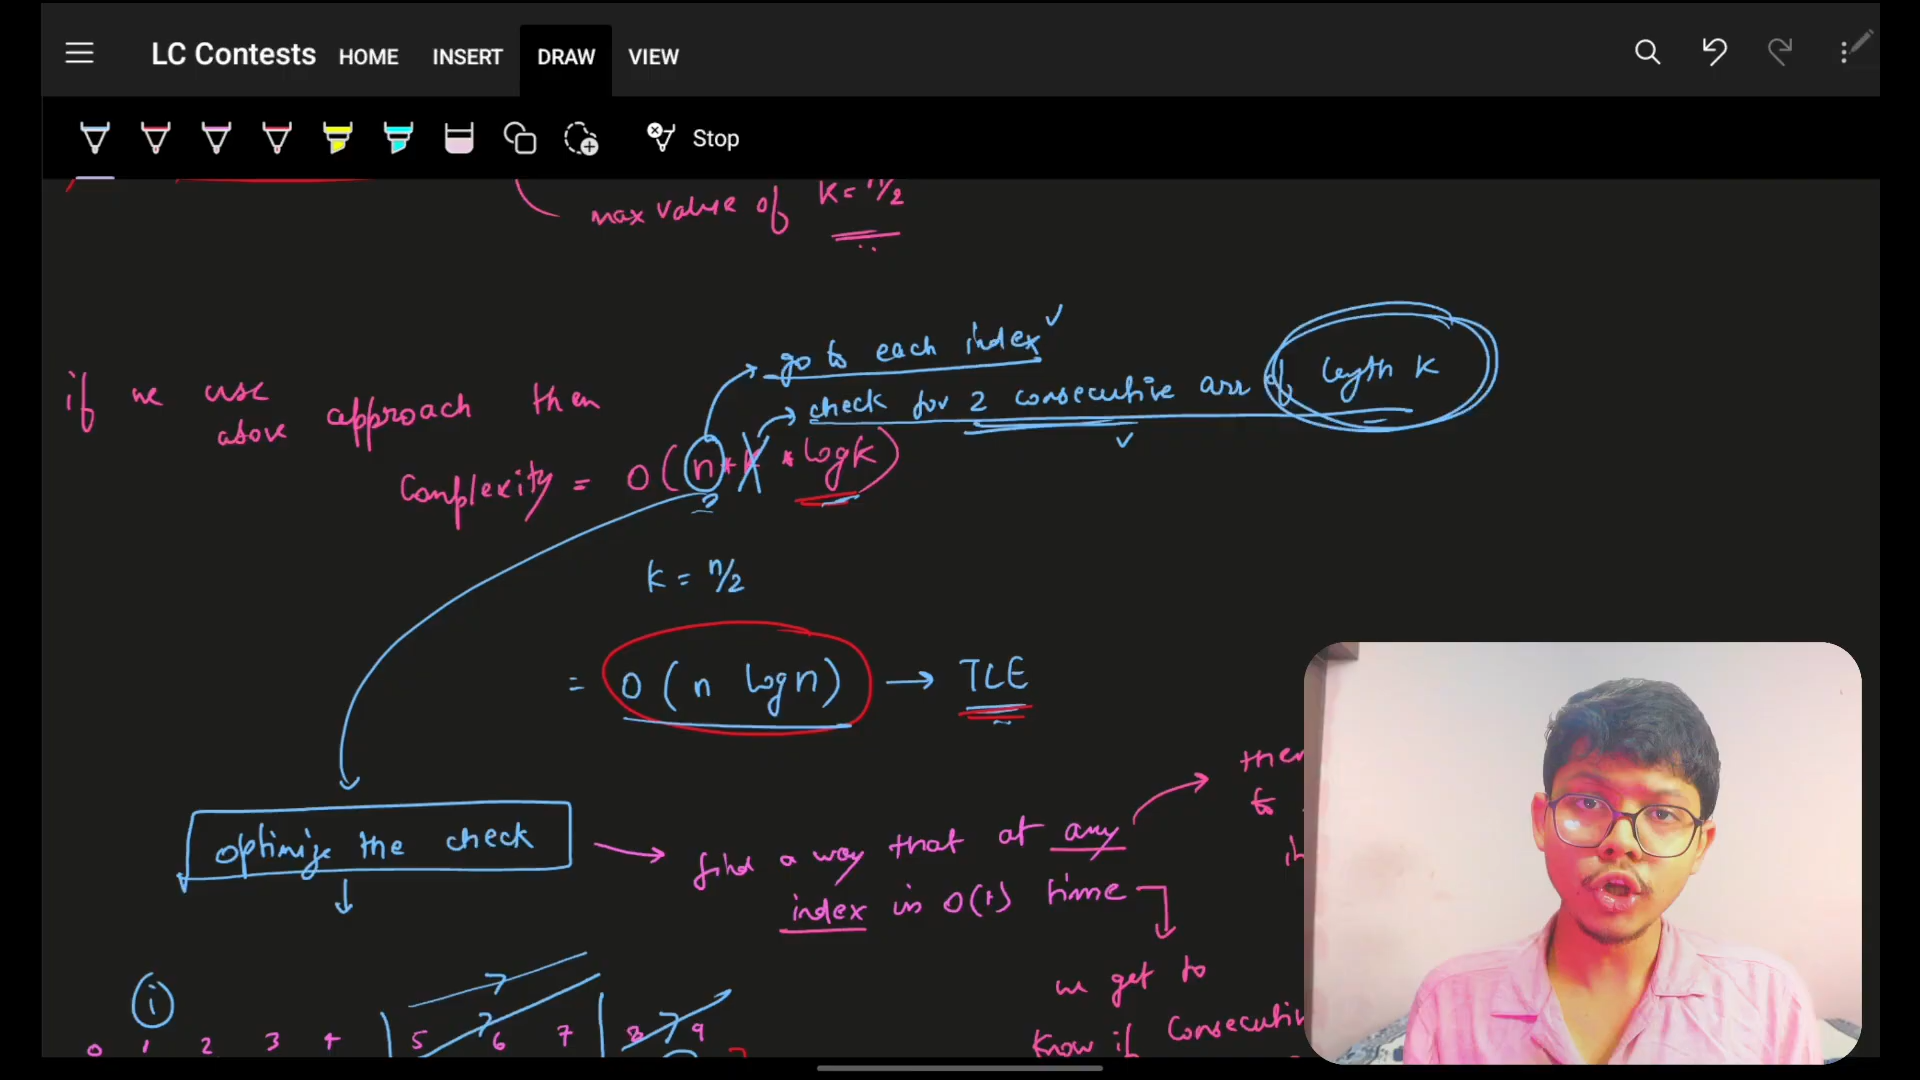 LC Contests HOME INSERT DRAW VIEW
Stop
max value of K = n/2
go to each index
check for 2 consecutive arr of length K
if we use
above approach then
Complexity = O(n * K * logK)
K = n/2
= O(n logn) → TLE
optimize the check
find a way that at any
index in O(1) time
we get to
know if
i
0 1 2 3 4 5 6 7 8 9